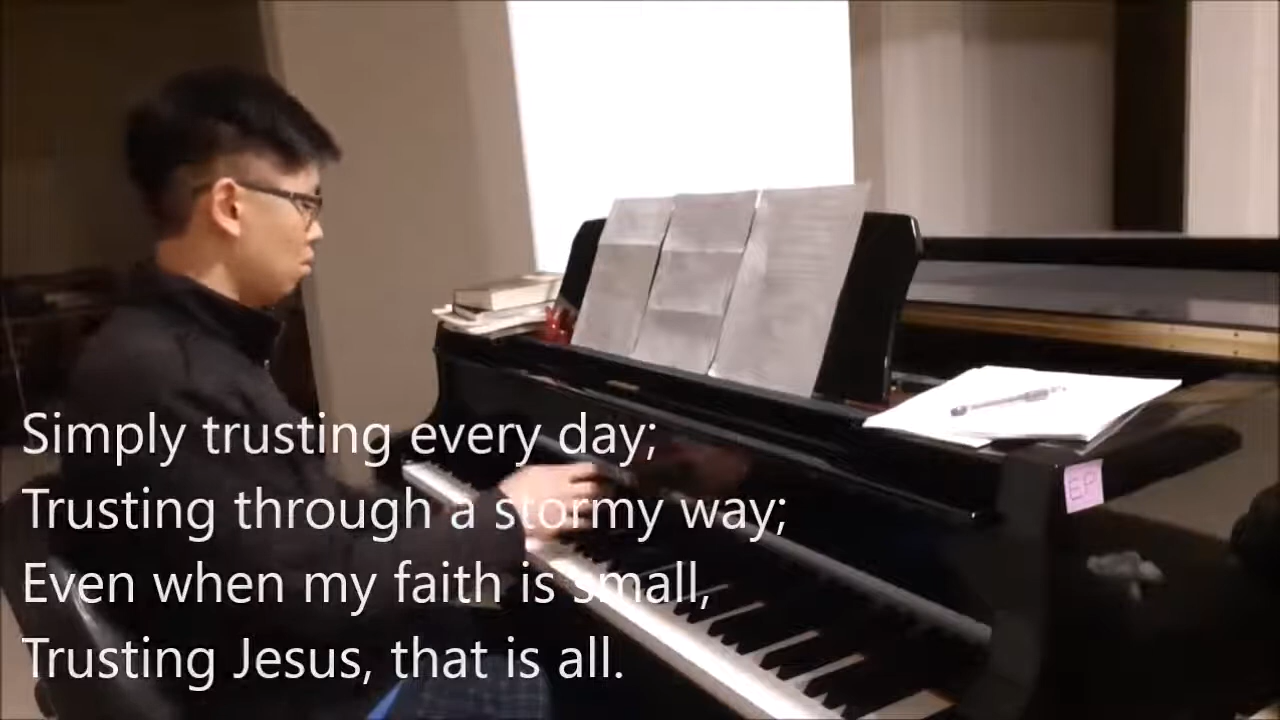 Simply trusting every day;
Trusting through a stormy way;
Even when my faith is small,
Trusting Jesus, that is all.
EP